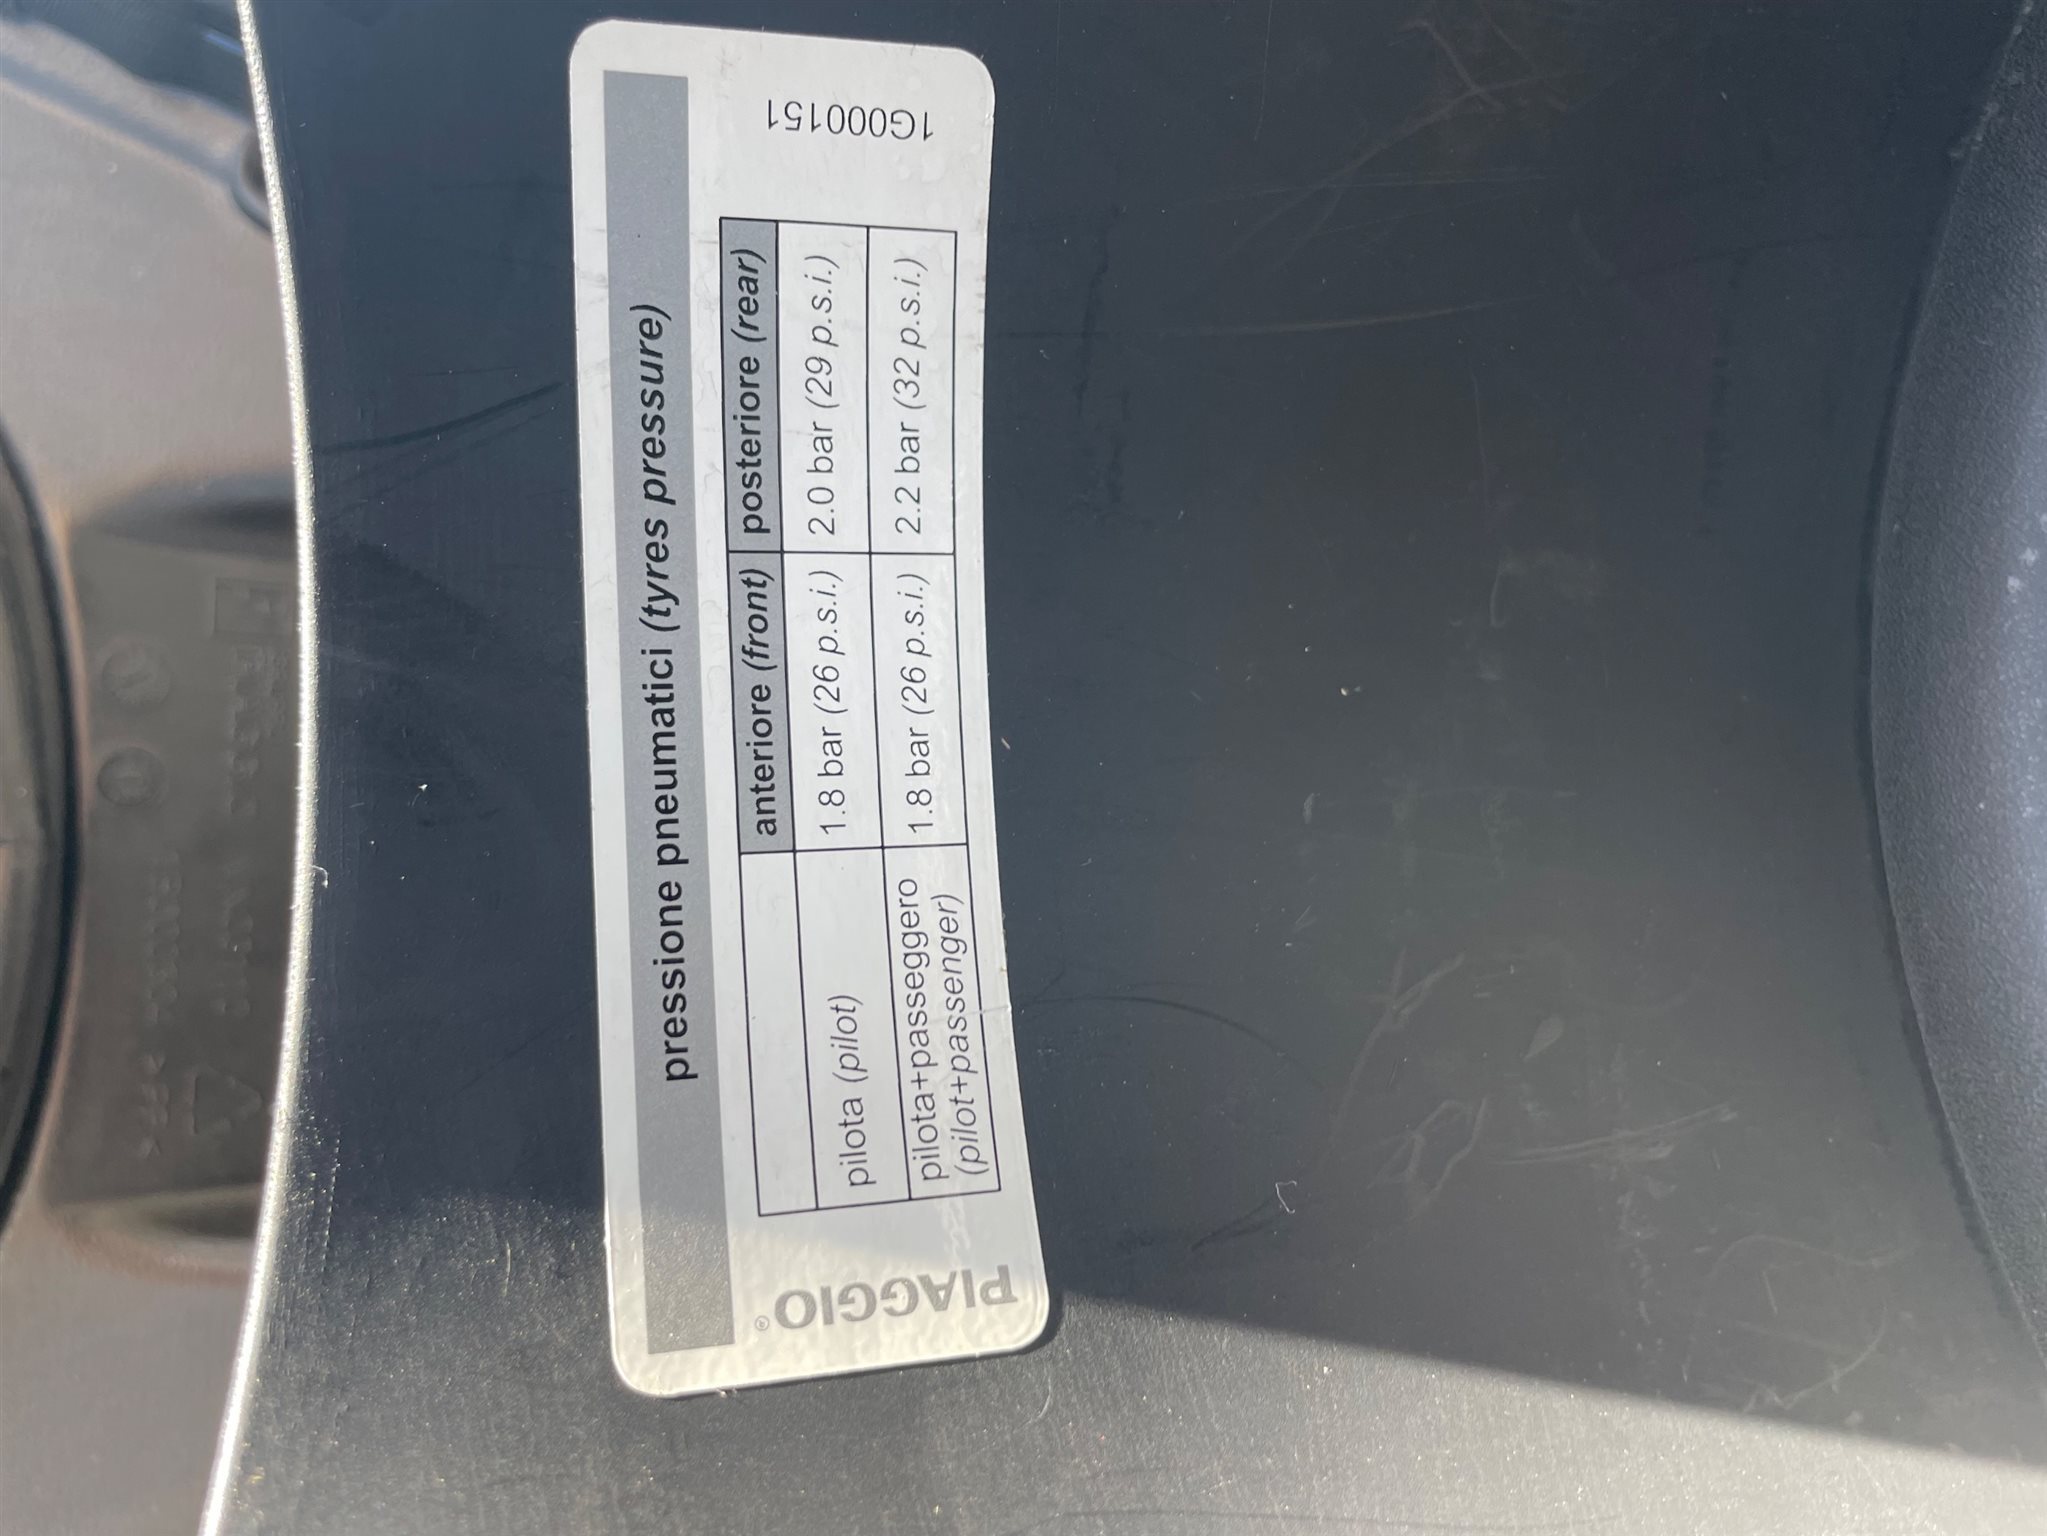 pressione pneumatici (tyres pressure)
anteriore (front) posteriore (rear)
pilota (pilot) 1.8 bar (26 p.s.i.) 2.0 bar (29 p.s.i.)
pilota+passeggero
(pilot+passenger) 1.8 bar (26 p.s.i.) 2.2 bar (32 p.s.i.)
PIAGGIO®
1G000151